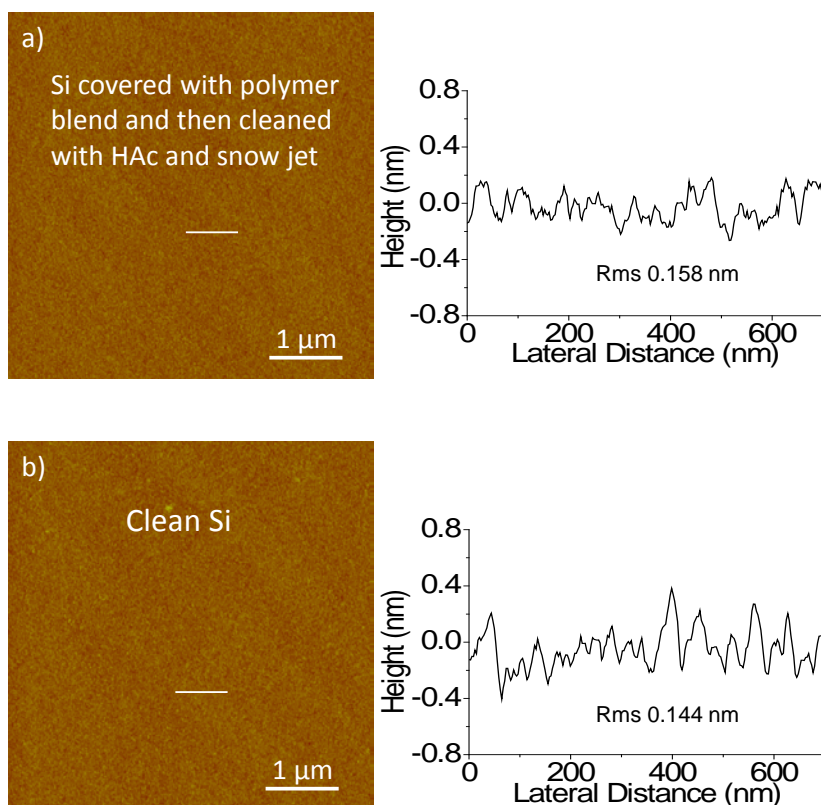 a)
Si covered with polymer
blend and then cleaned
with HAc and snow jet
1 μm
0.8
0.4
0.0
-0.4
-0.8
Height (nm)
Rms 0.158 nm
0
200
400
600
Lateral Distance (nm)
b)
Clean Si
1 μm
0.8
0.4
0.0
-0.4
-0.8
Height (nm)
Rms 0.144 nm
0
200
400
600
Lateral Distance (nm)